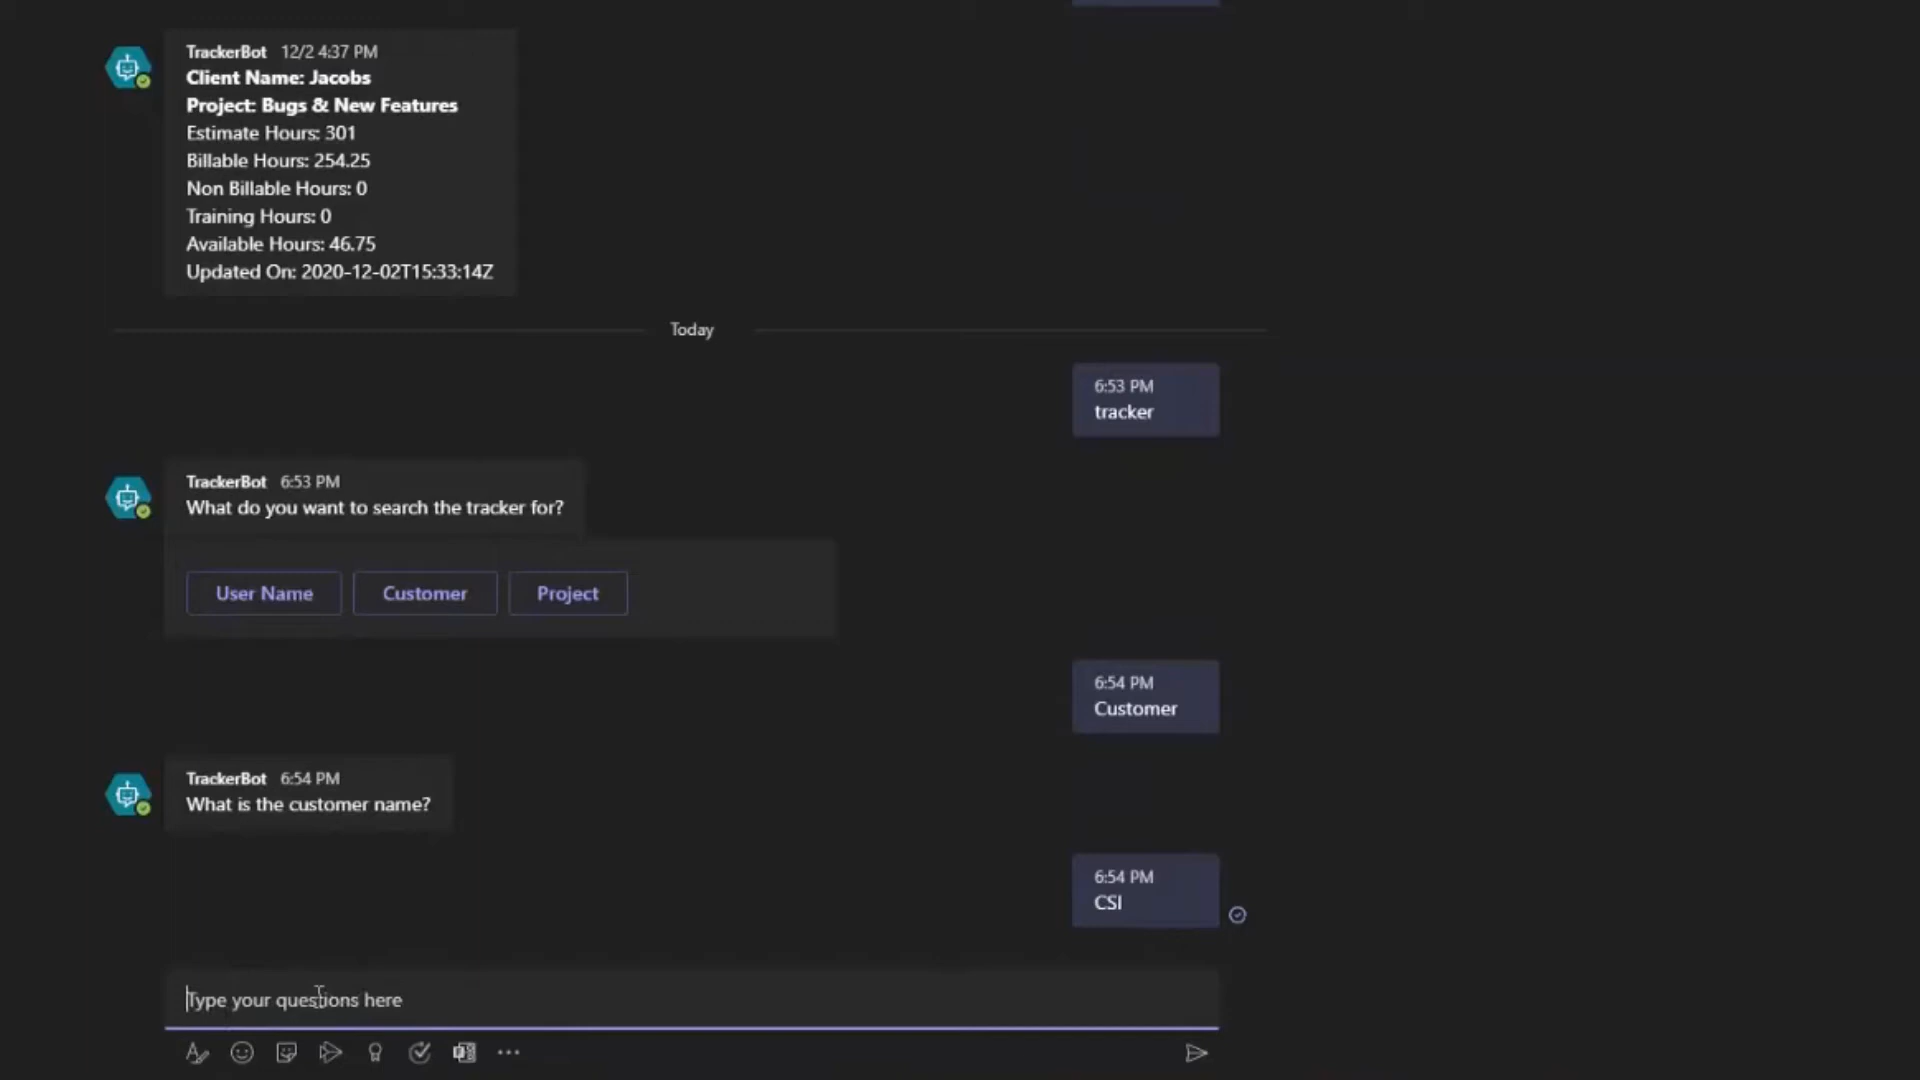 TrackerBot 12/2 4:37 PM
Client Name: Jacobs
Project: Bugs & New Features
Estimate Hours: 301
Billable Hours: 254.25
Non Billable Hours: 0
Training Hours: 0
Available Hours: 46.75
Updated On: 2020-12-02T15:33:14Z
Today
6:53 PM
tracker
TrackerBot 6:53 PM
What do you want to search the tracker for?
User Name Customer Project
6:54 PM
Customer
TrackerBot 6:54 PM
What is the customer name?
6:54 PM
CSI
Type your questions here